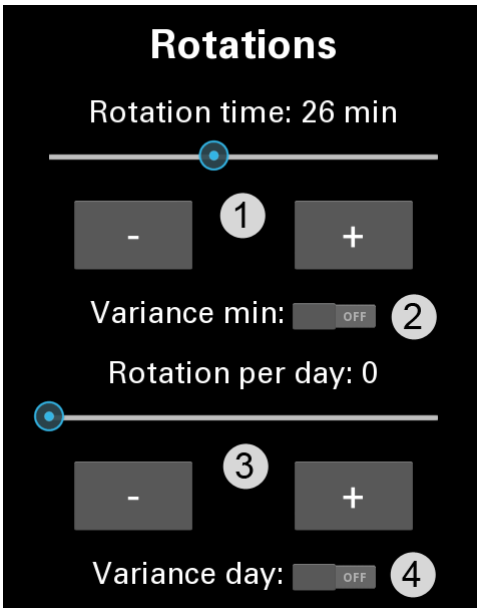 Rotations
Rotation time: 26 min
- 1 +
Variance min: OFF 2
Rotation per day: 0
- 3 +
Variance day: OFF 4